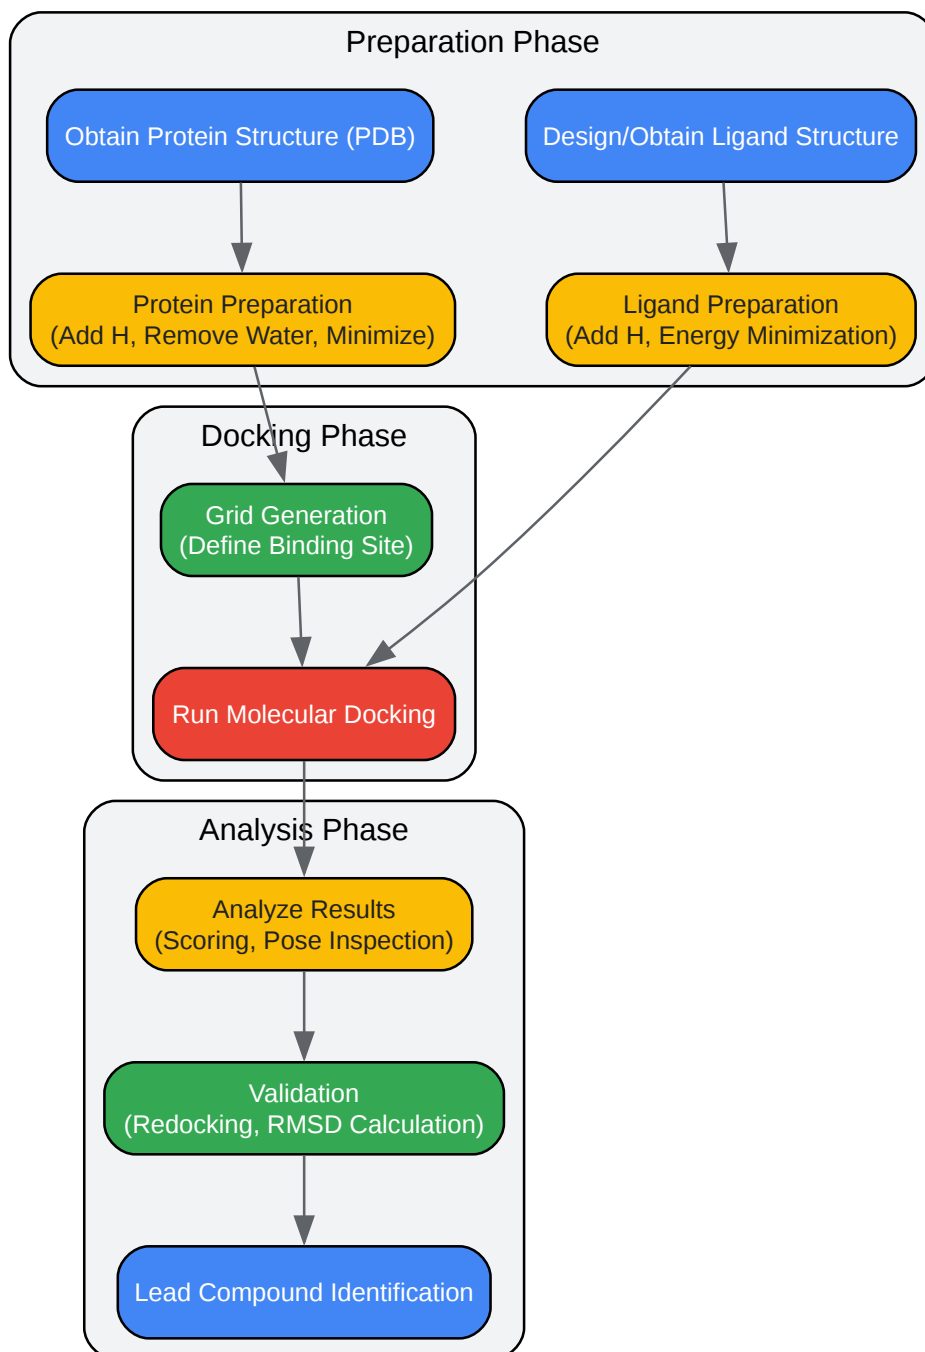 Preparation Phase
Obtain Protein Structure (PDB)
Design/Obtain Ligand Structure
Protein Preparation
(Add H, Remove Water, Minimize)
Ligand Preparation
(Add H, Energy Minimization)
Docking Phase
Grid Generation
(Define Binding Site)
Run Molecular Docking
Analysis Phase
Analyze Results
(Scoring, Pose Inspection)
Validation
(Redocking, RMSD Calculation)
Lead Compound Identification